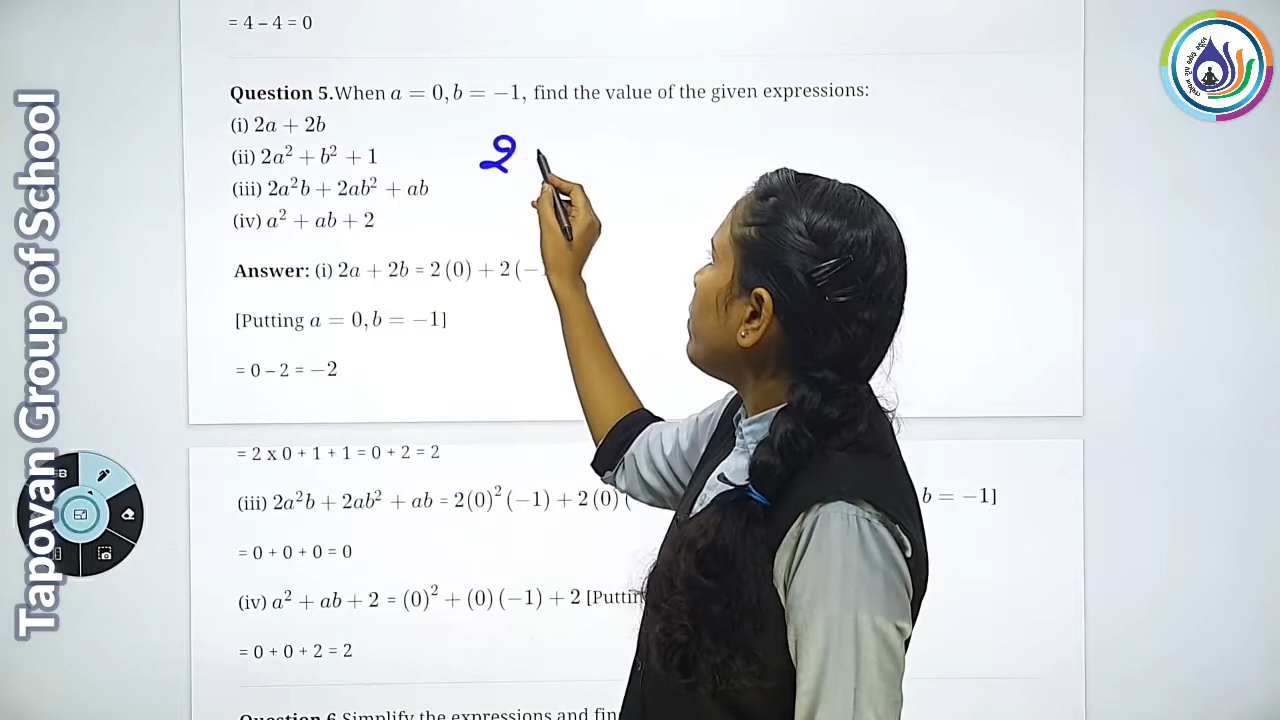 = 4 – 4 = 0
Question 5.When a = 0, b = −1, find the value of the given expressions:
(i) 2a + 2b
(ii) 2a² + b² + 1
2
(iii) 2a²b + 2ab² + ab
(iv) a² + ab + 2
Answer: (i) 2a + 2b = 2 (0) + 2 (−
[Putting a = 0, b = −1]
= 0 – 2 = −2
= 2 x 0 + 1 + 1 = 0 + 2 = 2
(iii) 2a²b + 2ab² + ab = 2(0)² (−1) + 2 (0) ( b = −1]
= 0 + 0 + 0 = 0
(iv) a² + ab + 2 = (0)² + (0) (−1) + 2 [Putting
= 0 + 0 + 2 = 2
Question 6 Simplify the expressions and fin
Tapovan Group of School